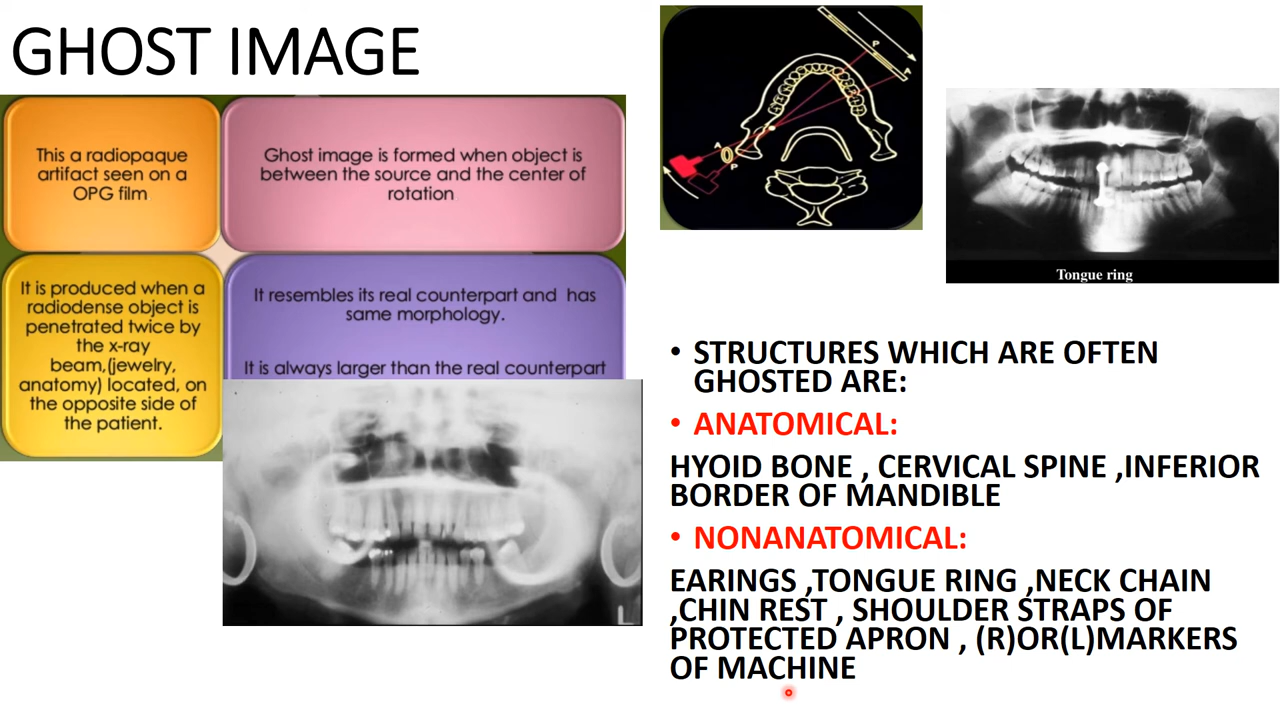 GHOST IMAGE
This a radiopaque
artifact seen on a
OPG film
Ghost image is formed when object is
between the source and the center of
rotation
It is produced when a
radiodense object is
penetrated twice by
the x-ray
beam,(jewelry,
anatomy) located, on
the opposite side of
the patient.
It resembles its real counterpart and has
same morphology.
It is always larger than the real counterpart
L
P
A
A
P
Tongue ring
• STRUCTURES WHICH ARE OFTEN
GHOSTED ARE:
• ANATOMICAL:
HYOID BONE , CERVICAL SPINE ,INFERIOR
BORDER OF MANDIBLE
• NONANATOMICAL:
EARINGS ,TONGUE RING ,NECK CHAIN
,CHIN REST , SHOULDER STRAPS OF
PROTECTED APRON , (R)OR(L)MARKERS
OF MACHINE